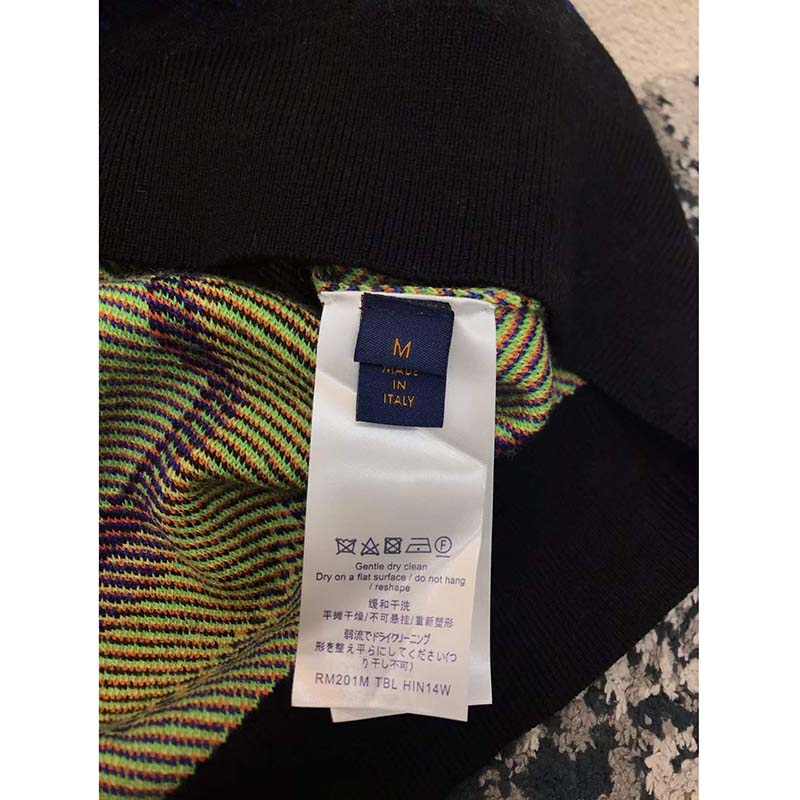 M
MADE
IN
ITALY
F
Gentle dry clean
Dry on a flat surface / do not hang
/ reshape
缓和干洗
平摊干燥/不可悬挂/重新塑形
弱流でドライクリーニング
形を整え平らにしてください(つ
り干し不可)
RM201M TBL HIN14W